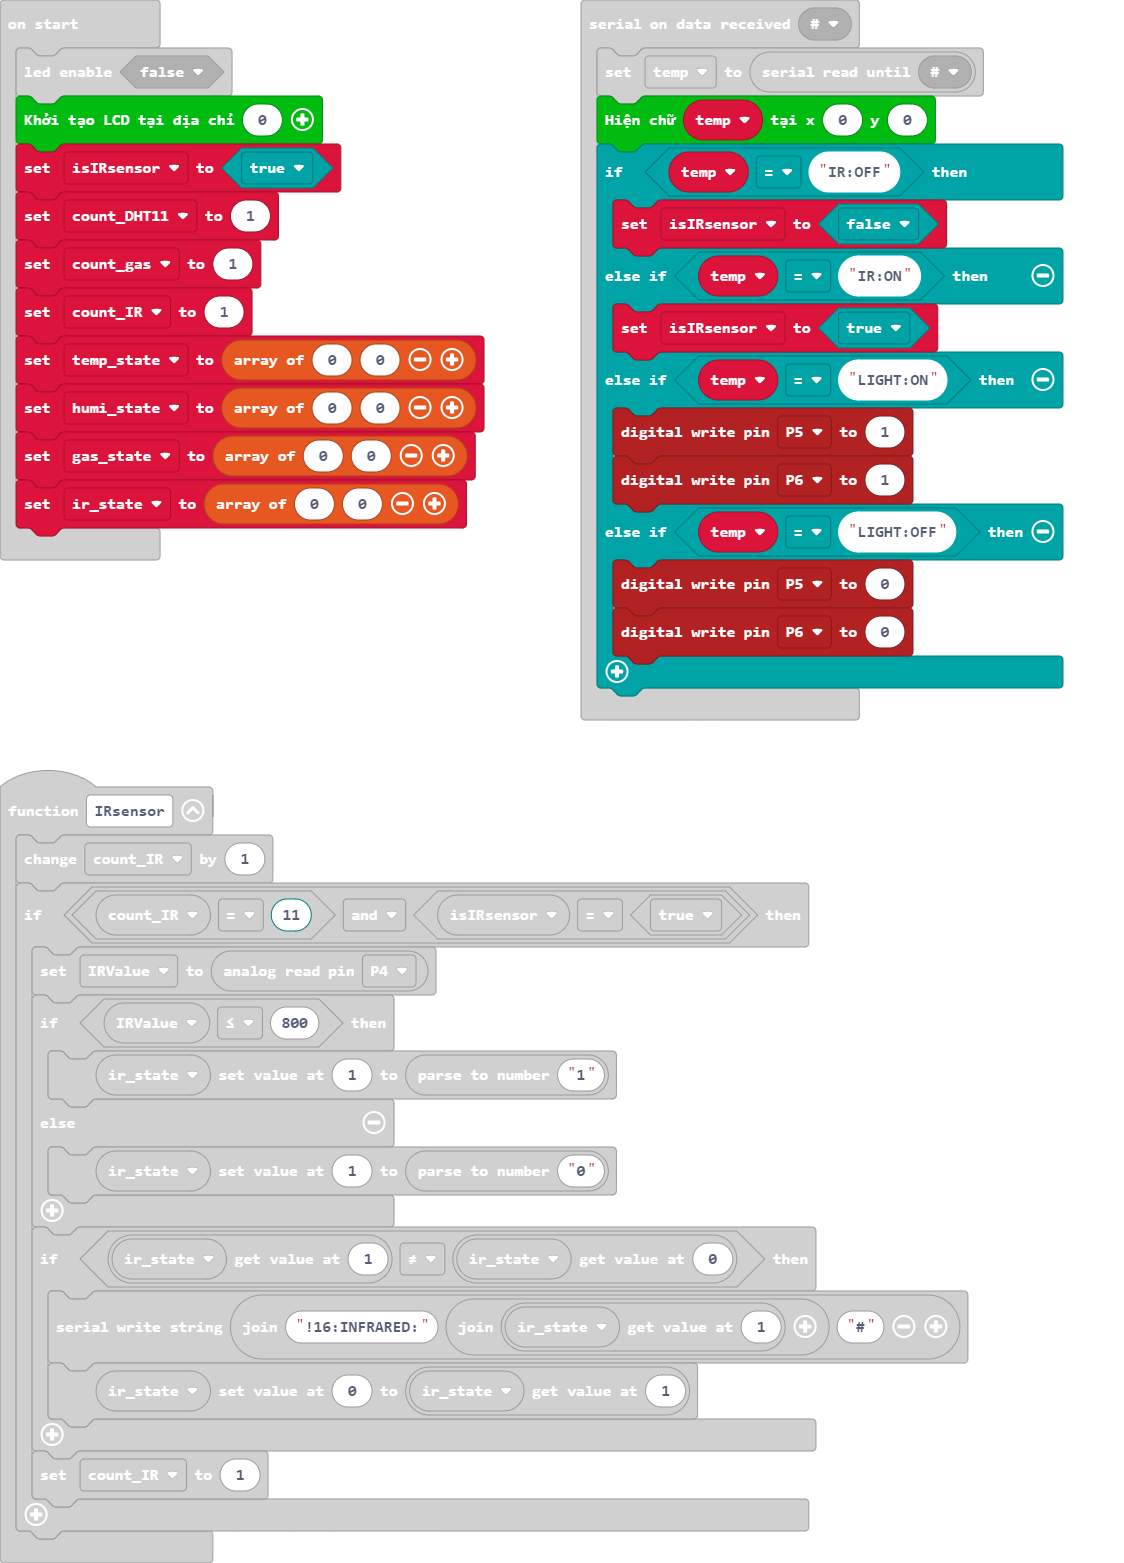 on start
led enable false
Khởi tạo LCD tại địa chỉ 0
set isIRsensor to true
set count_DHT11 to 1
set count_gas to 1
set count_IR to 1
set temp_state to array of 0 0
set humi_state to array of 0 0
set gas_state to array of 0 0
set ir_state to array of 0 0
serial on data received #
set temp to serial read until #
Hiện chữ temp tại x 0 y 0
if temp = "IR:OFF" then
set isIRsensor to false
else if temp = "IR:ON" then
set isIRsensor to true
else if temp = "LIGHT:ON" then
digital write pin P5 to 1
digital write pin P6 to 1
else if temp = "LIGHT:OFF" then
digital write pin P5 to 0
digital write pin P6 to 0
function IRsensor
change count_IR by 1
if count_IR = 11 and isIRsensor = true then
set IRValue to analog read pin P4
if IRValue ≤ 800 then
ir_state set value at 1 to parse to number "1"
else
ir_state set value at 1 to parse to number "0"
if ir_state get value at 1 ≠ ir_state get value at 0 then
serial write string join "!16:INFRARED:" join ir_state get value at 1 "#"
ir_state set value at 0 to ir_state get value at 1
set count_IR to 1